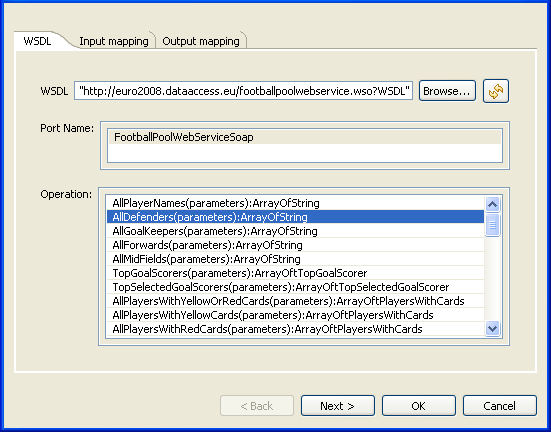 WSDL Input mapping Output mapping
WSDL "http://euro2008.dataaccess.eu/footballpoolwebservice.wso?WSDL" Browse...
Port Name:
FootballPoolWebServiceSoap
Operation:
AllPlayerNames(parameters):ArrayOfString
AllDefenders(parameters):ArrayOfString
AllGoalKeepers(parameters):ArrayOfString
AllForwards(parameters):ArrayOfString
AllMidFields(parameters):ArrayOfString
TopGoalScorers(parameters):ArrayOftTopGoalScorer
TopSelectedGoalScorers(parameters):ArrayOftTopSelectedGoalScorer
AllPlayersWithYellowOrRedCards(parameters):ArrayOftPlayersWithCards
AllPlayersWithYellowCards(parameters):ArrayOftPlayersWithCards
AllPlayersWithRedCards(parameters):ArrayOftPlayersWithCards
< Back Next > OK Cancel